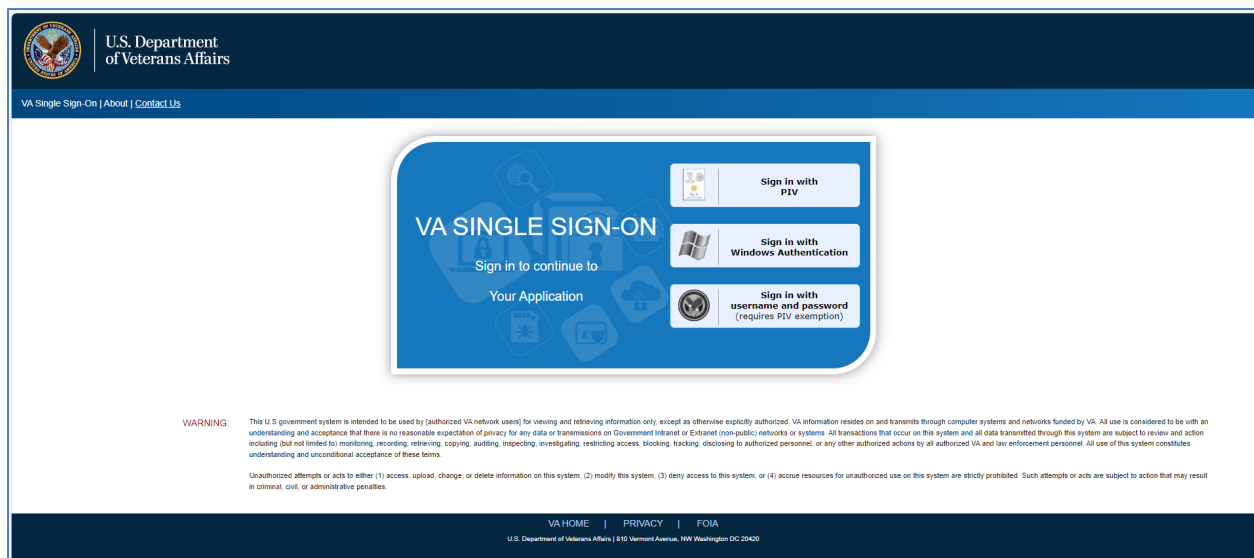 U.S. Department
of Veterans Affairs
VA Single Sign-On | About | Contact Us
VA SINGLE SIGN-ON
Sign in to continue to
Your Application
Sign in with
PIV
Sign in with
Windows Authentication
Sign in with
username and password
(requires PIV exemption)
WARNING:
This U.S government system is intended to be used by [authorized VA network users] for viewing and retrieving information only, except as otherwise explicitly authorized. VA information resides on and transmits through computer systems and networks funded by VA. All use is considered to be with an
understanding and acceptance that there is no reasonable expectation of privacy for any data or transmissions on Government Intranet or Extranet (non-public) networks or systems. All transactions that occur on this system and all data transmitted through this system are subject to review and action
including (but not limited to) monitoring, recording, retrieving, copying, auditing, inspecting, investigating, restricting access, blocking, tracking, disclosing to authorized personnel, or any other authorized actions by all authorized VA and law enforcement personnel. All use of this system constitutes
understanding and unconditional acceptance of these terms.
Unauthorized attempts or acts to either (1) access, upload, change, or delete information on this system, (2) modify this system, (3) deny access to this system, or (4) accrue resources for unauthorized use on this system are strictly prohibited. Such attempts or acts are subject to action that may result
in criminal, civil, or administrative penalties.
VA HOME | PRIVACY | FOIA
U.S. Department of Veterans Affairs | 810 Vermont Avenue, NW Washington DC 20420